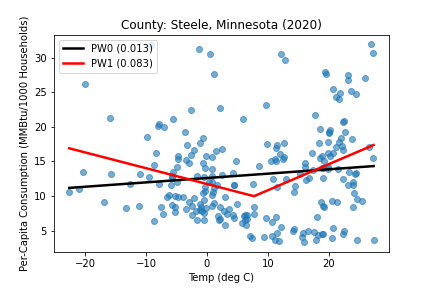 County: Steele, Minnesota (2020)
PW0 (0.013)
PW1 (0.083)
Per-Capita Consumption (MMBtu/1000 Households)
30
25
20
15
10
5
−20 −10 0 10 20
Temp (deg C)